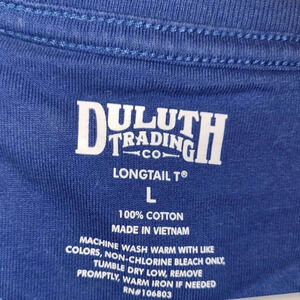 DULUTH
TRADING
CO
LONGTAIL T®
L
100% COTTON
MADE IN VIETNAM
MACHINE WASH WARM WITH LIKE
COLORS, NON-CHLORINE BLEACH ONLY,
TUMBLE DRY LOW, REMOVE
PROMPTLY, WARM IRON IF NEEDED
RN#106803